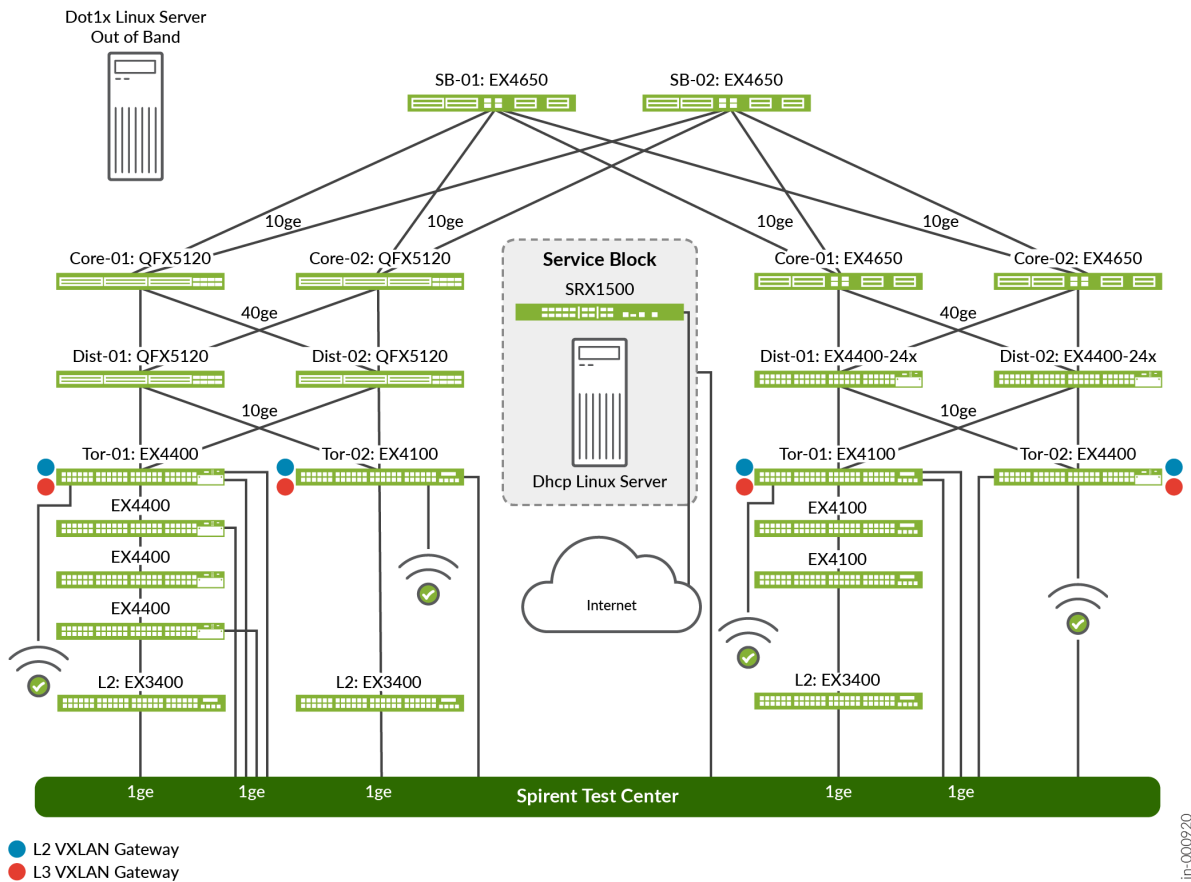 Dot1x Linux Server
Out of Band
SB-01: EX4650
SB-02: EX4650
10ge
10ge
10ge
10ge
Core-01: QFX5120
Core-02: QFX5120
Service Block
Core-01: EX4650
Core-02: EX4650
SRX1500
40ge
40ge
Dist-01: QFX5120
Dist-02: QFX5120
Dist-01: EX4400-24x
Dist-02: EX4400-24x
10ge
10ge
Tor-01: EX4400
Tor-02: EX4100
Tor-01: EX4100
Tor-02: EX4400
Dhcp Linux Server
EX4400
EX4100
EX4400
EX4100
EX4400
Internet
L2: EX3400
L2: EX3400
L2: EX3400
1ge
1ge
1ge
Spirent Test Center
1ge
1ge
L2 VXLAN Gateway
L3 VXLAN Gateway
in-000920